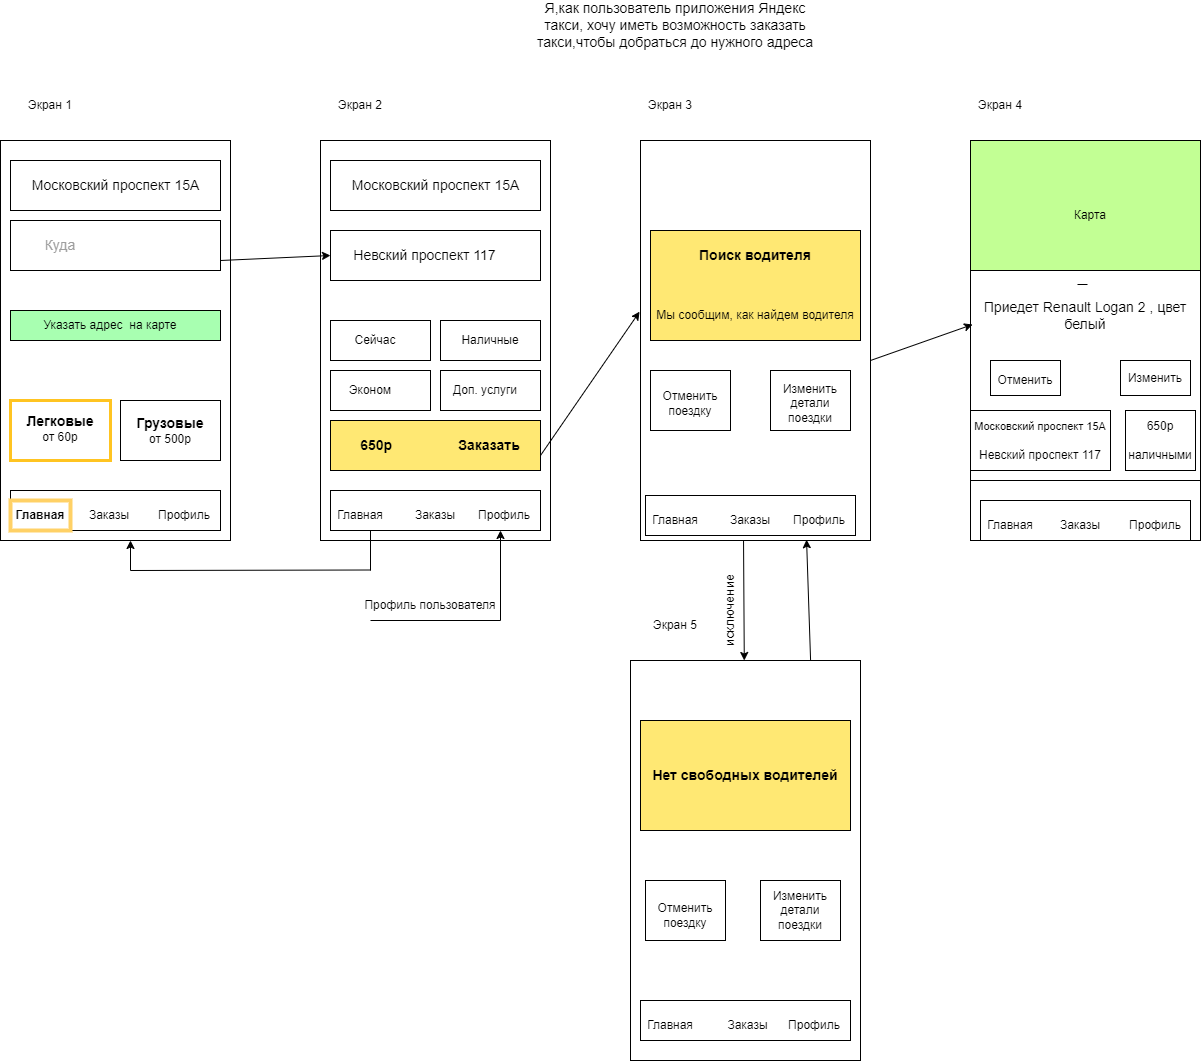 Я,как пользователь приложения Яндекс
такси, хочу иметь возможность заказать
такси,чтобы добраться до нужного адреса
Экран 1
Экран 2
Экран 3
Экран 4
Московский проспект 15А
Куда
Указать адрес на карте
Легковые
от 60р
Грузовые
от 500р
Главная
Заказы
Профиль
Московский проспект 15А
Невский проспект 117
Сейчас
Наличные
Эконом
Доп. услуги
650р
Заказать
Главная
Заказы
Профиль
Профиль пользователя
Поиск водителя
Мы сообщим, как найдем водителя
Отменить
поездку
Изменить
детали
поездки
Главная
Заказы
Профиль
Карта
Приедет Renault Logan 2 , цвет
белый
Отменить
Изменить
Московский проспект 15А
Невский проспект 117
650р
наличными
Главная
Заказы
Профиль
исключение
Экран 5
Нет свободных водителей
Отменить
поездку
Изменить
детали
поездки
Главная
Заказы
Профиль